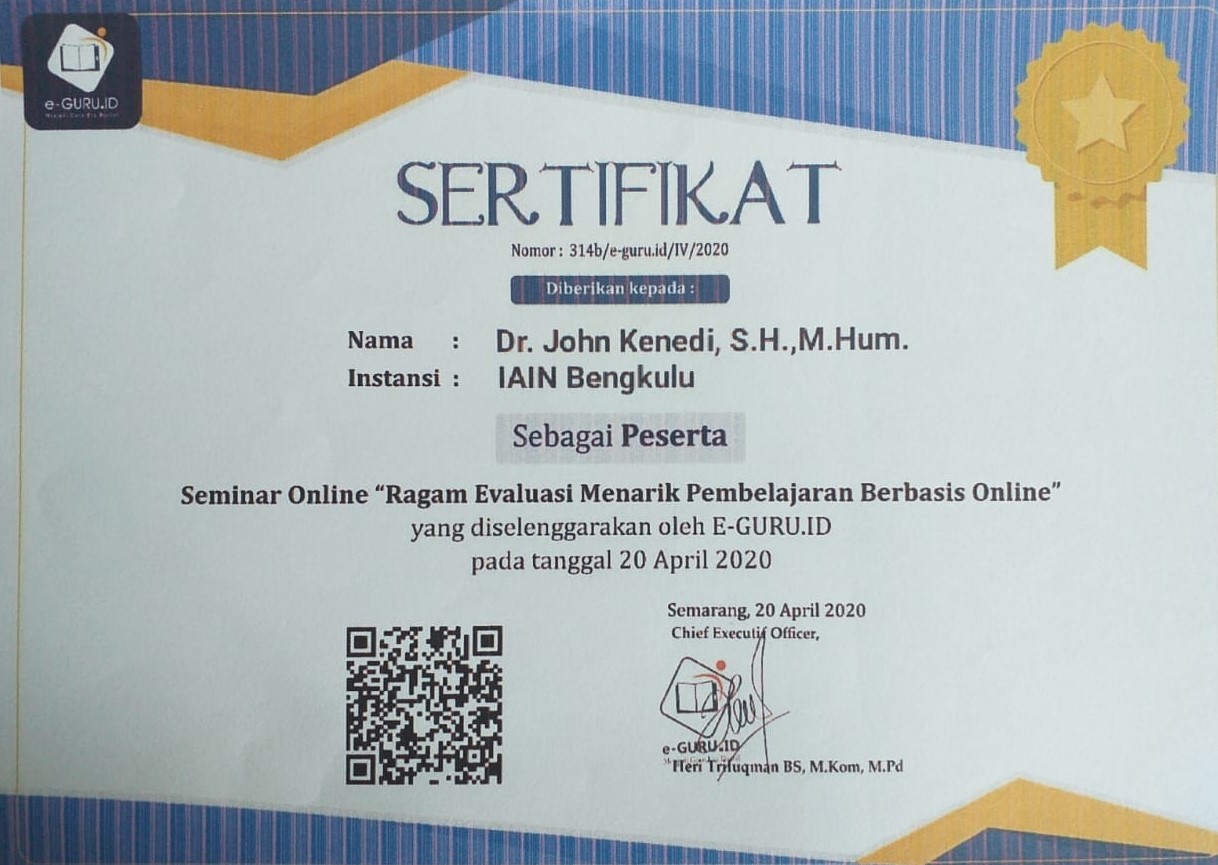 e-GURU.ID
SERTIFIKAT
Nomor : 314b/e-guru.id/IV/2020
Diberikan kepada :
Nama : Dr. John Kenedi, S.H.,M.Hum.
Instansi : IAIN Bengkulu
Sebagai Peserta
Seminar Online “Ragam Evaluasi Menarik Pembelajaran Berbasis Online”
yang diselenggarakan oleh E-GURU.ID
pada tanggal 20 April 2020
Semarang, 20 April 2020
Chief Executif Officer,
e-GURU.ID
Heri Trifuqman BS, M.Kom, M.Pd